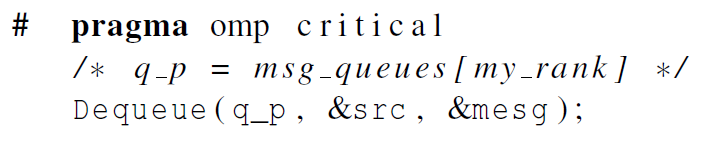 # pragma omp critical
/* q_p = msg_queues[my_rank] */
Dequeue(q_p, &src, &mesg);